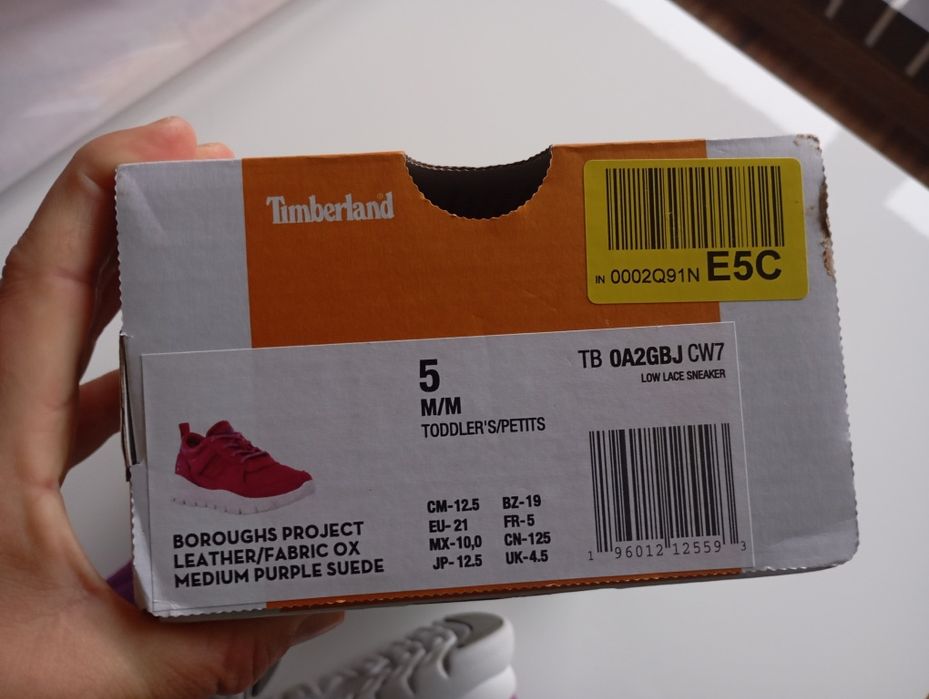 Timberland
IN 0002Q91N E5C
5
M/M
TODDLER'S/PETITS
TB 0A2GBJ CW7
LOW LACE SNEAKER
BOROUGHS PROJECT
LEATHER/FABRIC OX
MEDIUM PURPLE SUEDE
CM-12.5 BZ-19
EU- 21 FR-5
MX-10,0 CN-125
JP- 12.5 UK-4.5
1 96012 12559 3